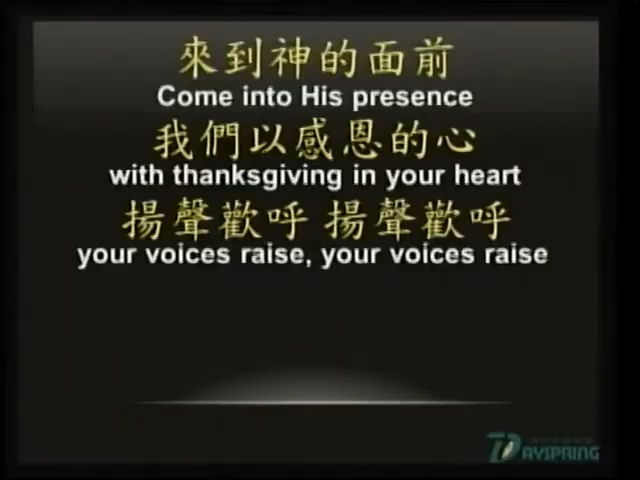 來到神的面前
Come into His presence
我們以感恩的心
with thanksgiving in your heart
揚聲歡呼 揚聲歡呼
your voices raise, your voices raise
DAYSPRING